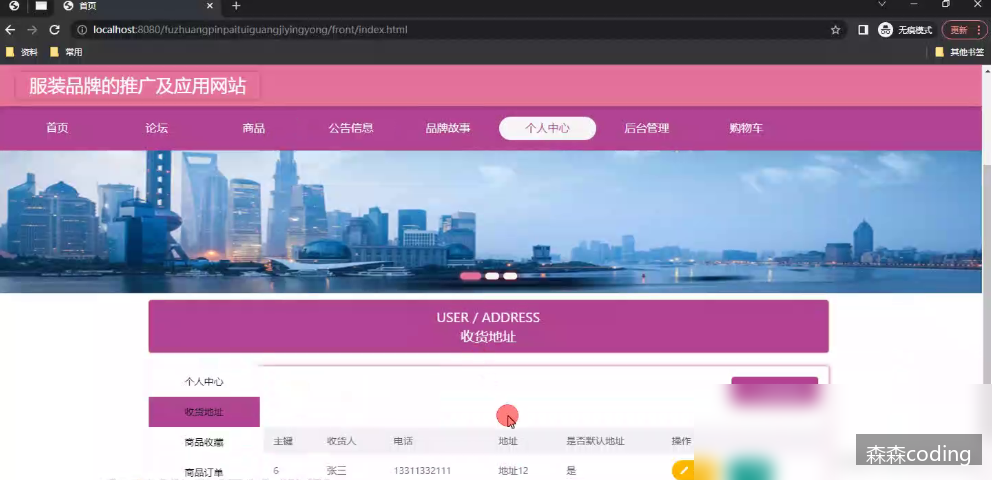 首页
localhost:8080/fuzhuangpinpaituiguangjiyingyong/front/index.html
无痕模式
更新
资料
常用
其他书签
服装品牌的推广及应用网站
首页 论坛 商品 公告信息 品牌故事 个人中心 后台管理 购物车
USER / ADDRESS
收货地址
个人中心
收货地址
商品收藏
商品订单
主键 收货人 电话 地址 是否默认地址 操作
6 张三 13311332111 地址12 是
森森coding